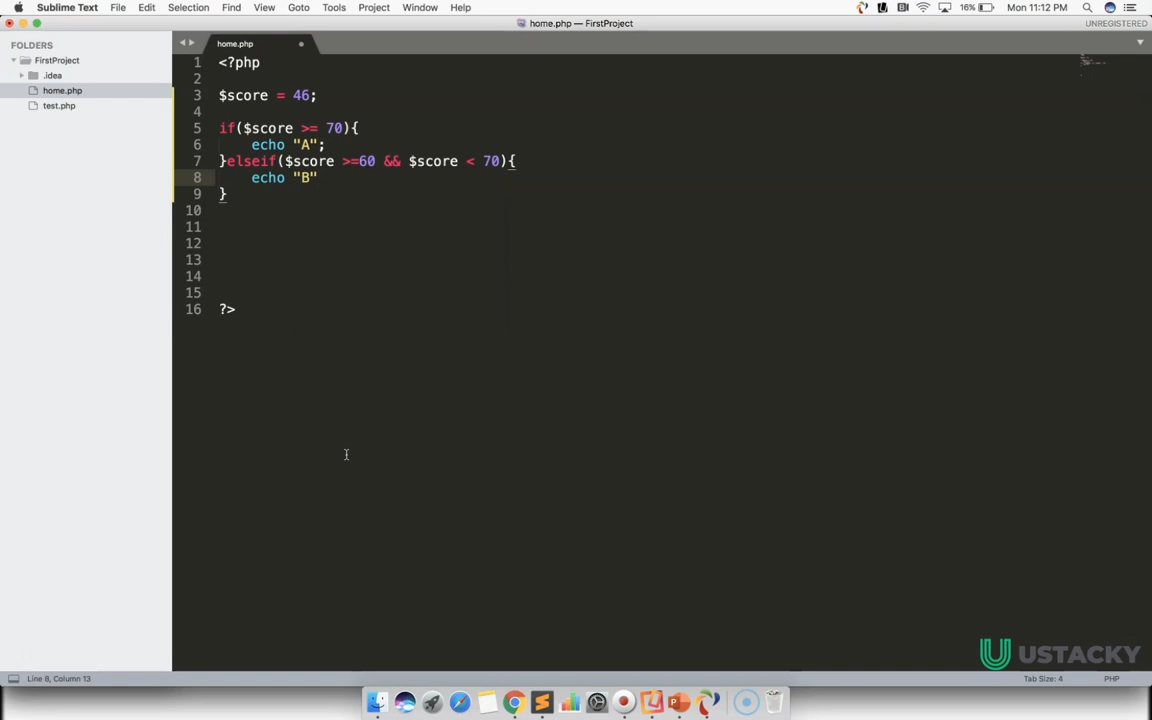 Sublime Text File Edit Selection Find View Goto Tools Project Window Help 16% Mon 11:12 PM
home.php — FirstProject UNREGISTERED
FOLDERS
FirstProject
.idea
home.php
test.php
home.php
1 <?php
2
3 $score = 46;
4
5 if($score >= 70){
6 echo "A";
7 }elseif($score >=60 && $score < 70){
8 echo "B"
9 }
10
11
12
13
14
15
16 ?>
USTACKY
Line 8, Column 13 Tab Size: 4 PHP